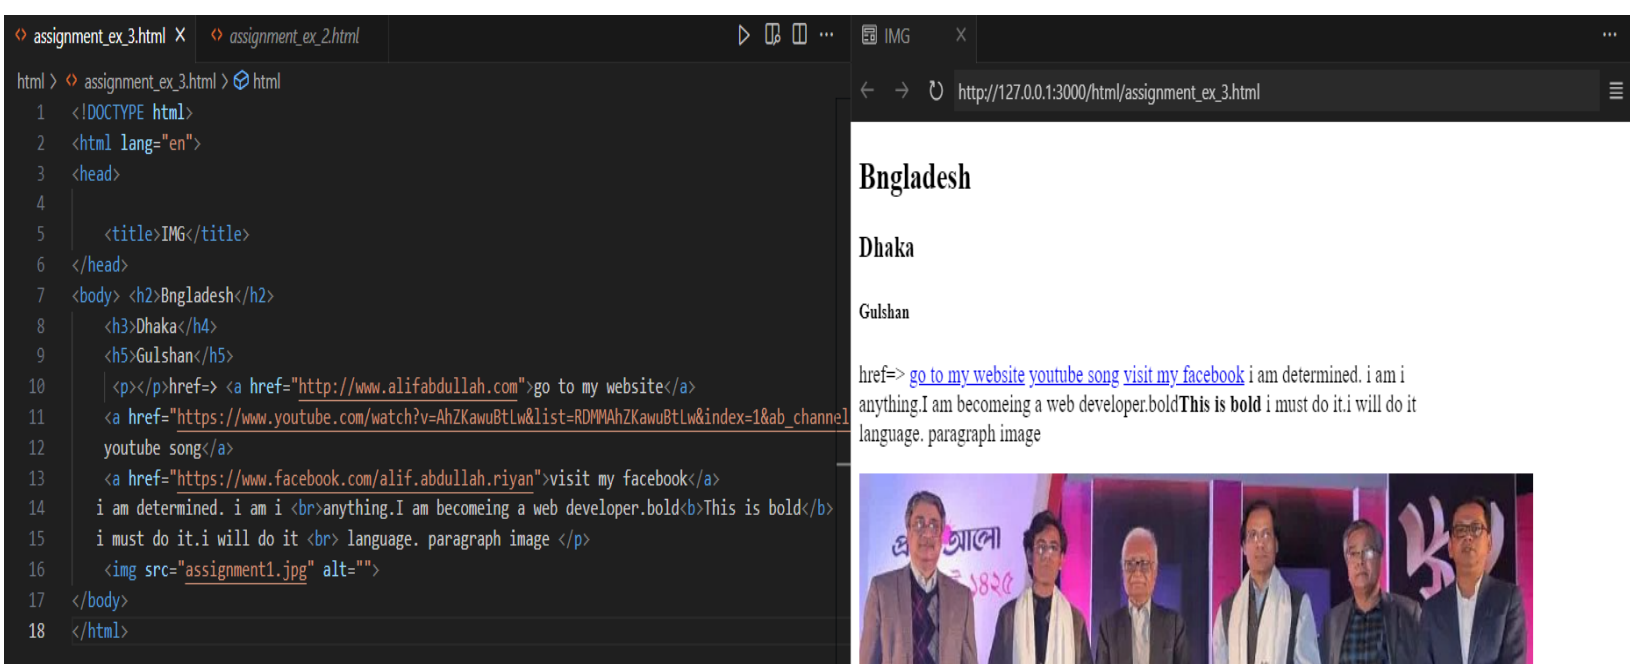 assignment_ex_3.html
assignment_ex_2.html
html > assignment_ex_3.html > html
1 <!DOCTYPE html>
2 <html lang="en">
3 <head>
4
5 <title>IMG</title>
6 </head>
7 <body> <h2>Bngladesh</h2>
8 <h3>Dhaka</h4>
9 <h5>Gulshan</h5>
10 <p></p>href=> <a href="http://www.alifabdullah.com">go to my website</a>
11 <a href="https://www.youtube.com/watch?v=AhZKawuBtLw&list=RDMMAhZKawuBtLw&index=1&ab_channel
12 youtube song</a>
13 <a href="https://www.facebook.com/alif.abdullah.riyan">visit my facebook</a>
14 i am determined. i am i <br>anything.I am becomeing a web developer.bold<b>This is bold</b>
15 i must do it.i will do it <br> language. paragraph image </p>
16 <img src="assignment1.jpg" alt="">
17 </body>
18 </html>
IMG
http://127.0.0.1:3000/html/assignment_ex_3.html
Bngladesh
Dhaka
Gulshan
href=> go to my website youtube song visit my facebook i am determined. i am i
anything.I am becomeing a web developer.boldThis is bold i must do it.i will do it
language. paragraph image
আলো
১৪২৫